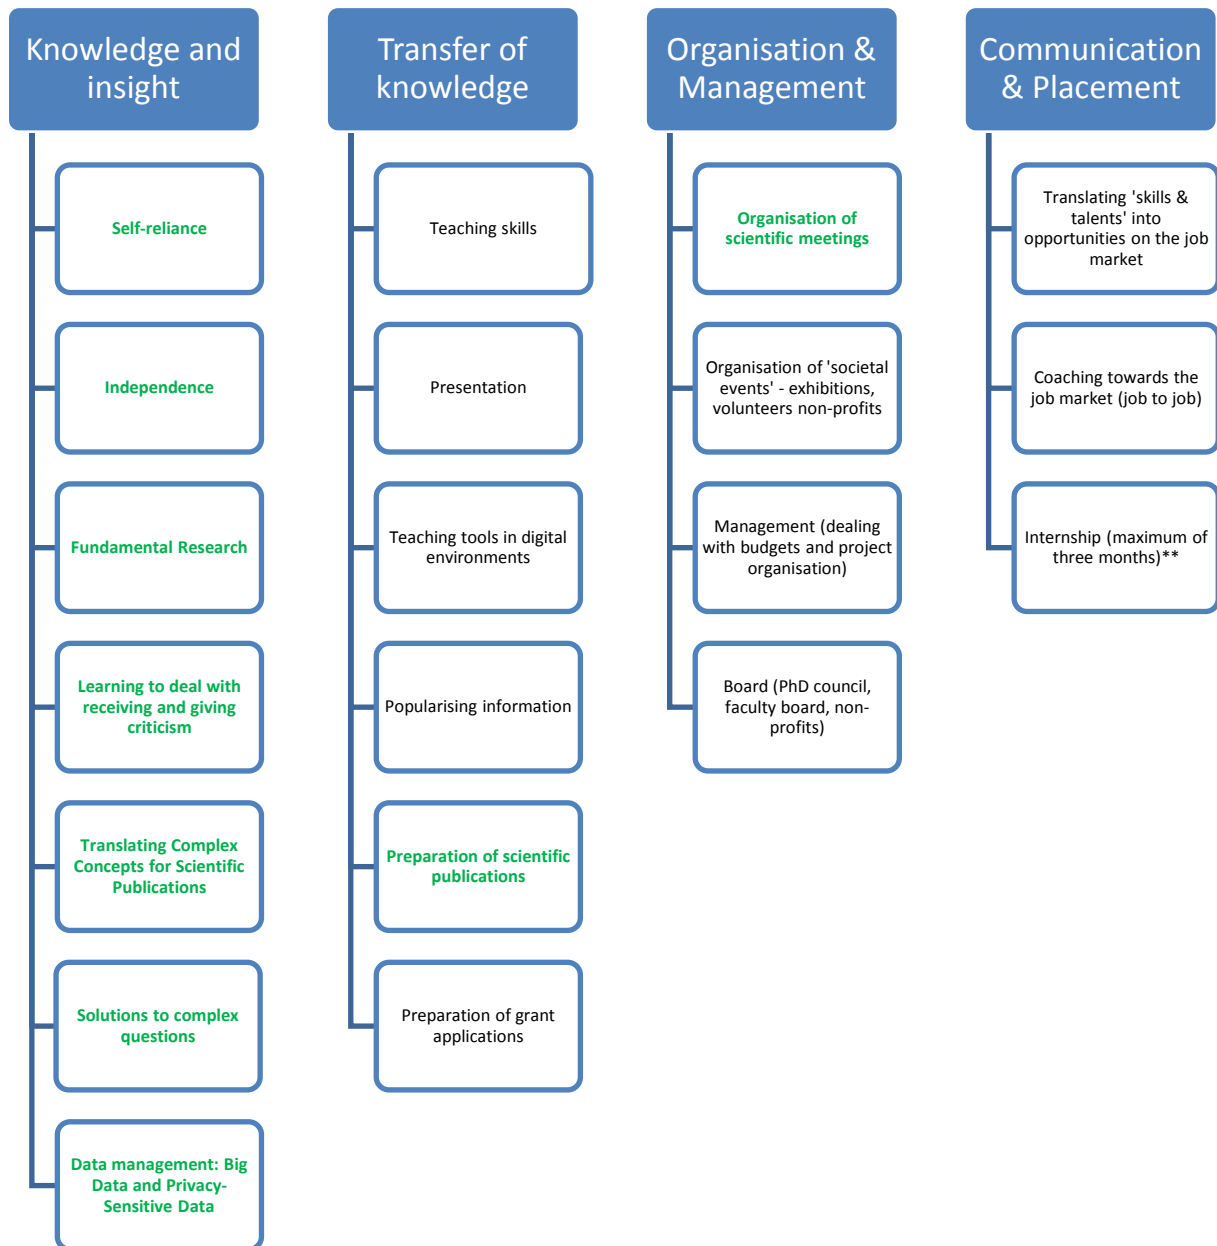 Knowledge and
insight
Self-reliance
Independence
Fundamental Research
Learning to deal with
receiving and giving
criticism
Translating Complex
Concepts for Scientific
Publications
Solutions to complex
questions
Data management: Big
Data and Privacy-
Sensitive Data
Transfer of
knowledge
Teaching skills
Presentation
Teaching tools in digital
environments
Popularising information
Preparation of scientific
publications
Preparation of grant
applications
Organisation &
Management
Organisation of
scientific meetings
Organisation of 'societal
events' - exhibitions,
volunteers non-profits
Management (dealing
with budgets and project
organisation)
Board (PhD council,
faculty board, non-
profits)
Communication
& Placement
Translating 'skills &
talents' into
opportunities on the job
market
Coaching towards the
job market (job to job)
Internship (maximum of
three months)**